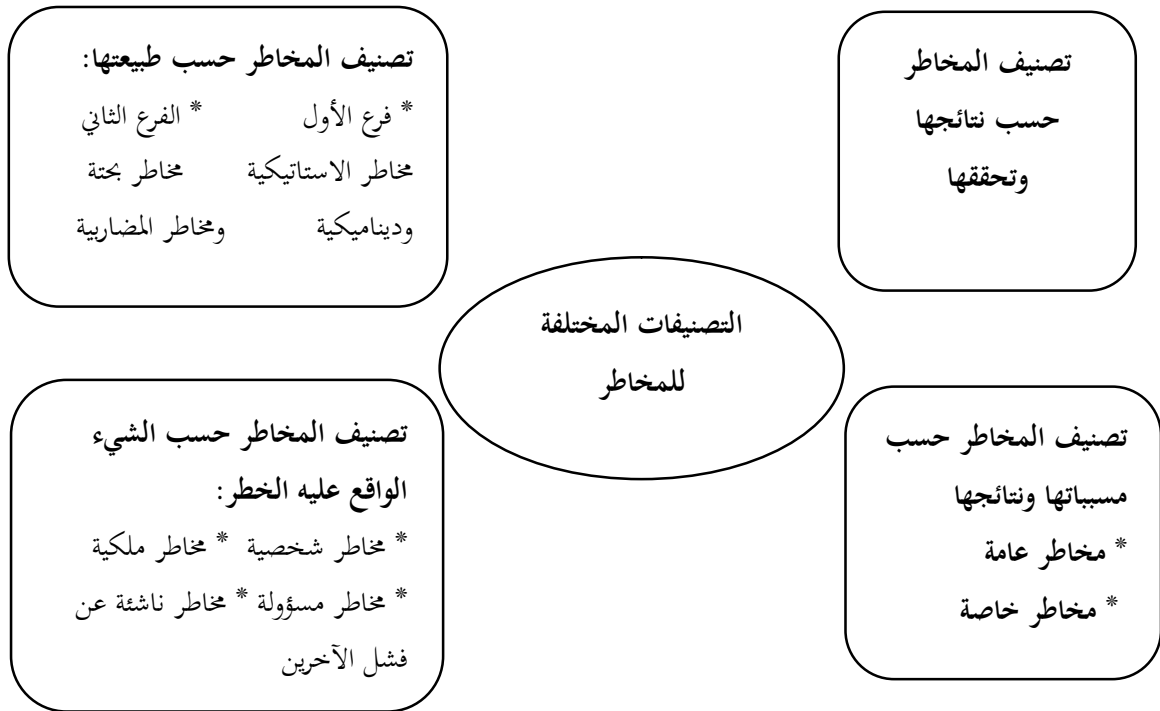 تصنيف المخاطر
حسب نتائجها
وتحققها
تصنيف المخاطر حسب طبيعتها:
* فرع الأول * الفرع الثاني
مخاطر الاستاتيكية مخاطر بحتة
وديناميكية ومخاطر المضاربية
التصنيفات المختلفة
للمخاطر
تصنيف المخاطر حسب
مسبباتها ونتائجها
* مخاطر عامة
* مخاطر خاصة
تصنيف المخاطر حسب الشيء
الواقع عليه الخطر:
* مخاطر شخصية * مخاطر ملكية
* مخاطر مسؤولة * مخاطر ناشئة عن
فشل الآخرين